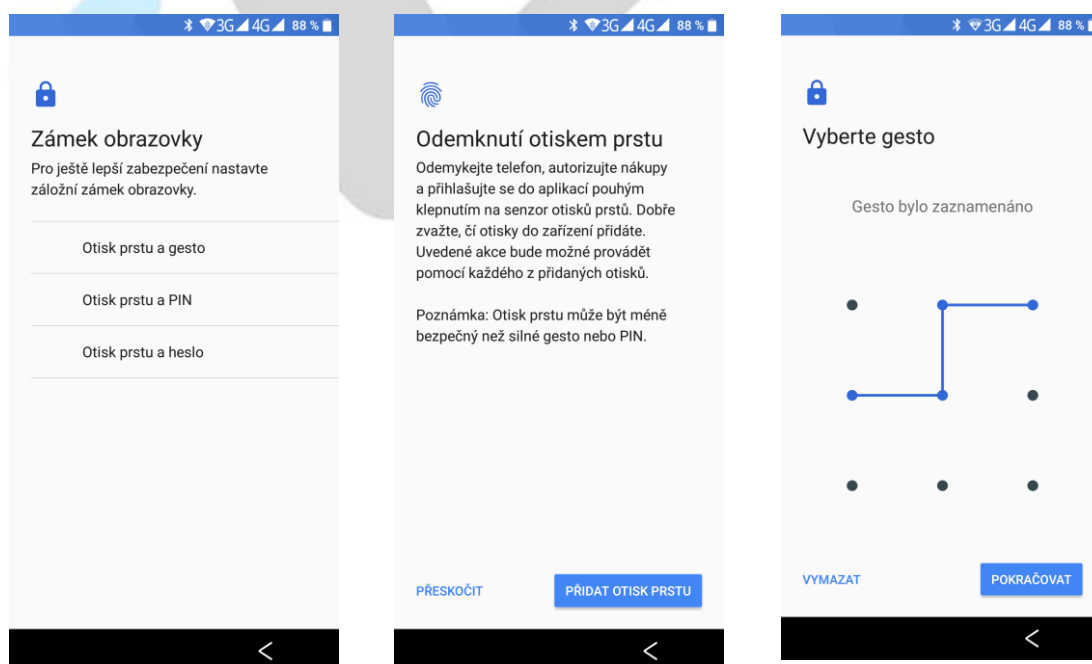 3G 4G 88 %
Zámek obrazovky
Pro ještě lepší zabezpečení nastavte
záložní zámek obrazovky.
Otisk prstu a gesto
Otisk prstu a PIN
Otisk prstu a heslo
3G 4G 88 %
Odemknutí otiskem prstu
Odemykejte telefon, autorizujte nákupy
a přihlašujte se do aplikací pouhým
klepnutím na senzor otisků prstů. Dobře
zvažte, čí otisky do zařízení přidáte.
Uvedené akce bude možné provádět
pomocí každého z přidaných otisků.
Poznámka: Otisk prstu může být méně
bezpečný než silné gesto nebo PIN.
PŘESKOČIT
PŘIDAT OTISK PRSTU
3G 4G 88 %
Vyberte gesto
Gesto bylo zaznamenáno
VYMAZAT
POKRAČOVAT